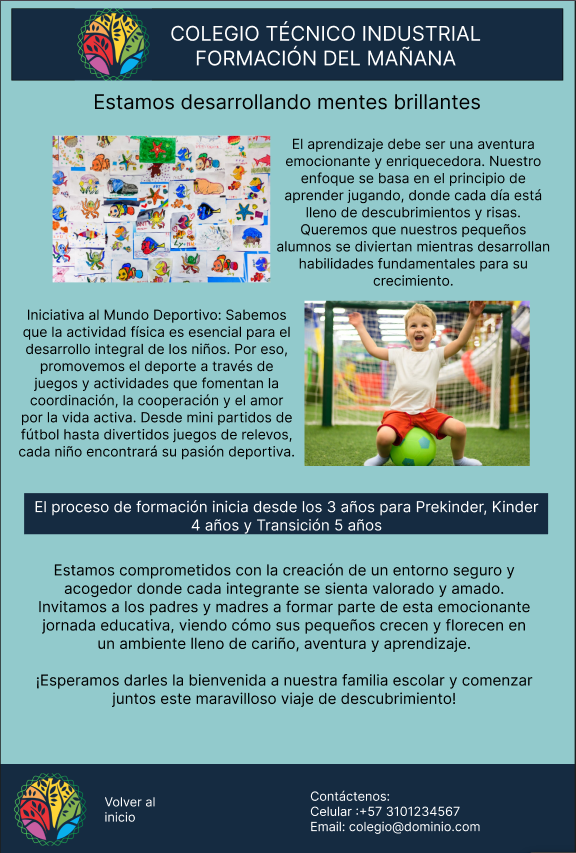 COLEGIO TÉCNICO INDUSTRIAL
FORMACIÓN DEL MAÑANA
Estamos desarrollando mentes brillantes
El aprendizaje debe ser una aventura
emocionante y enriquecedora. Nuestro
enfoque se basa en el principio de
aprender jugando, donde cada día está
lleno de descubrimientos y risas.
Queremos que nuestros pequeños
alumnos se diviertan mientras desarrollan
habilidades fundamentales para su
crecimiento.
Iniciativa al Mundo Deportivo: Sabemos
que la actividad física es esencial para el
desarrollo integral de los niños. Por eso,
promovemos el deporte a través de
juegos y actividades que fomentan la
coordinación, la cooperación y el amor
por la vida activa. Desde mini partidos de
fútbol hasta divertidos juegos de relevos,
cada niño encontrará su pasión deportiva.
El proceso de formación inicia desde los 3 años para Prekinder, Kinder
4 años y Transición 5 años
Estamos comprometidos con la creación de un entorno seguro y
acogedor donde cada integrante se sienta valorado y amado.
Invitamos a los padres y madres a formar parte de esta emocionante
jornada educativa, viendo cómo sus pequeños crecen y florecen en
un ambiente lleno de cariño, aventura y aprendizaje.
¡Esperamos darles la bienvenida a nuestra familia escolar y comenzar
juntos este maravilloso viaje de descubrimiento!
Volver al
inicio
Contáctenos:
Celular :+57 3101234567
Email: colegio@dominio.com